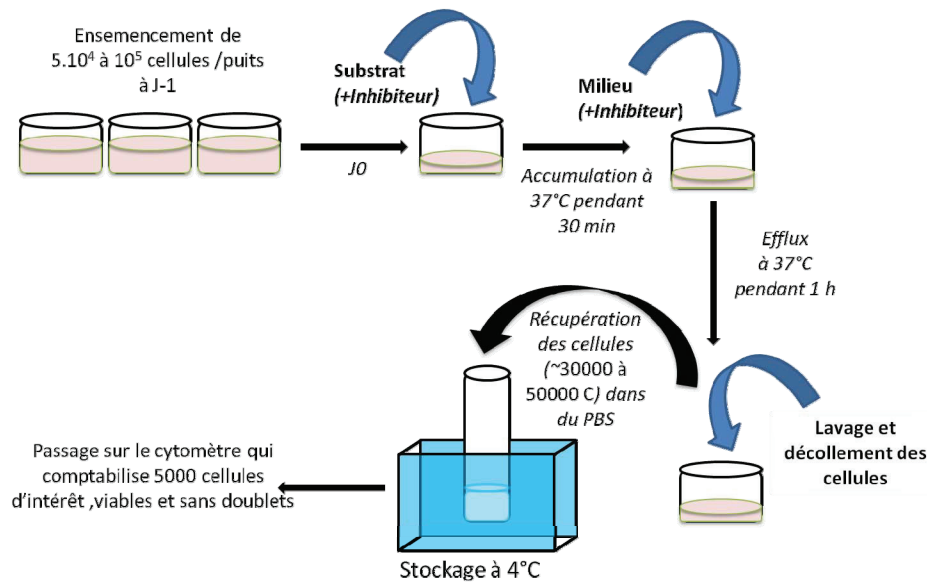 Ensemencement de
5.10⁴ à 10⁵ cellules /puits
à J-1
Substrat
(+Inhibiteur)
J0
Milieu
(+Inhibiteur)
Accumulation à
37°C pendant
30 min
Efflux
à 37°C
pendant 1 h
Lavage et
décollement des
cellules
Récupération
des cellules
(~30000 à
50000 C) dans
du PBS
Stockage à 4°C
Passage sur le cytomètre qui
comptabilise 5000 cellules
d'intérêt ,viables et sans doublets